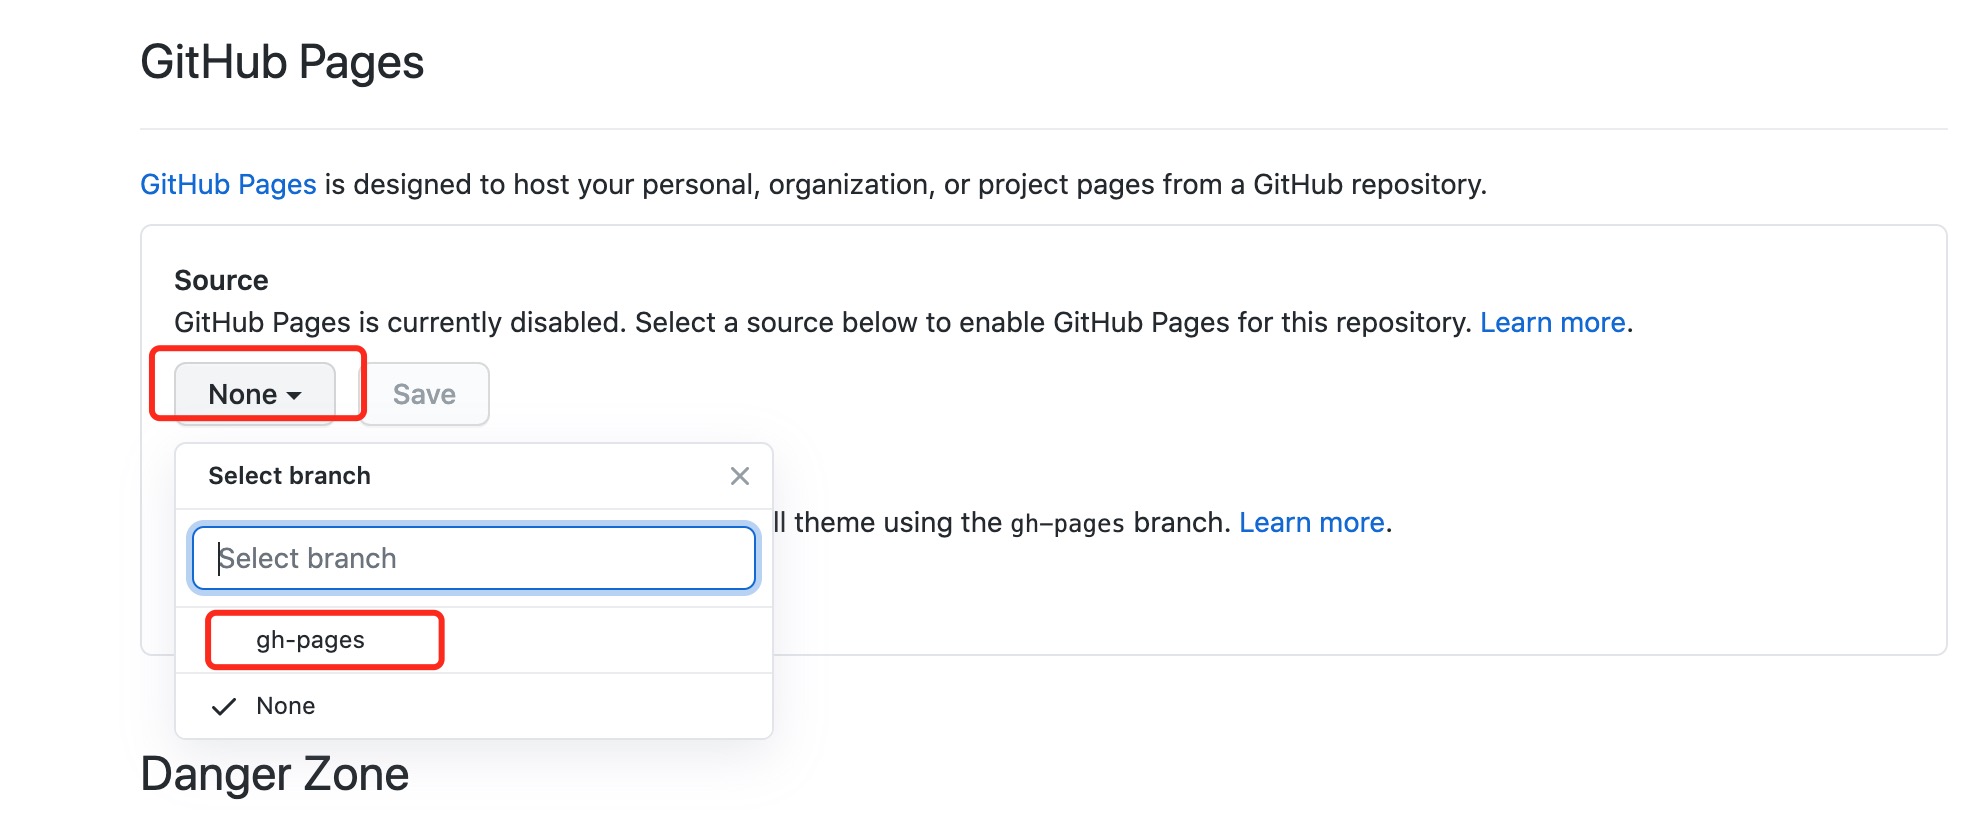 GitHub Pages
GitHub Pages is designed to host your personal, organization, or project pages from a GitHub repository.
Source
GitHub Pages is currently disabled. Select a source below to enable GitHub Pages for this repository. Learn more.
None Save
Select branch
ll theme using the gh-pages branch. Learn more.
Select branch
gh-pages
None
Danger Zone